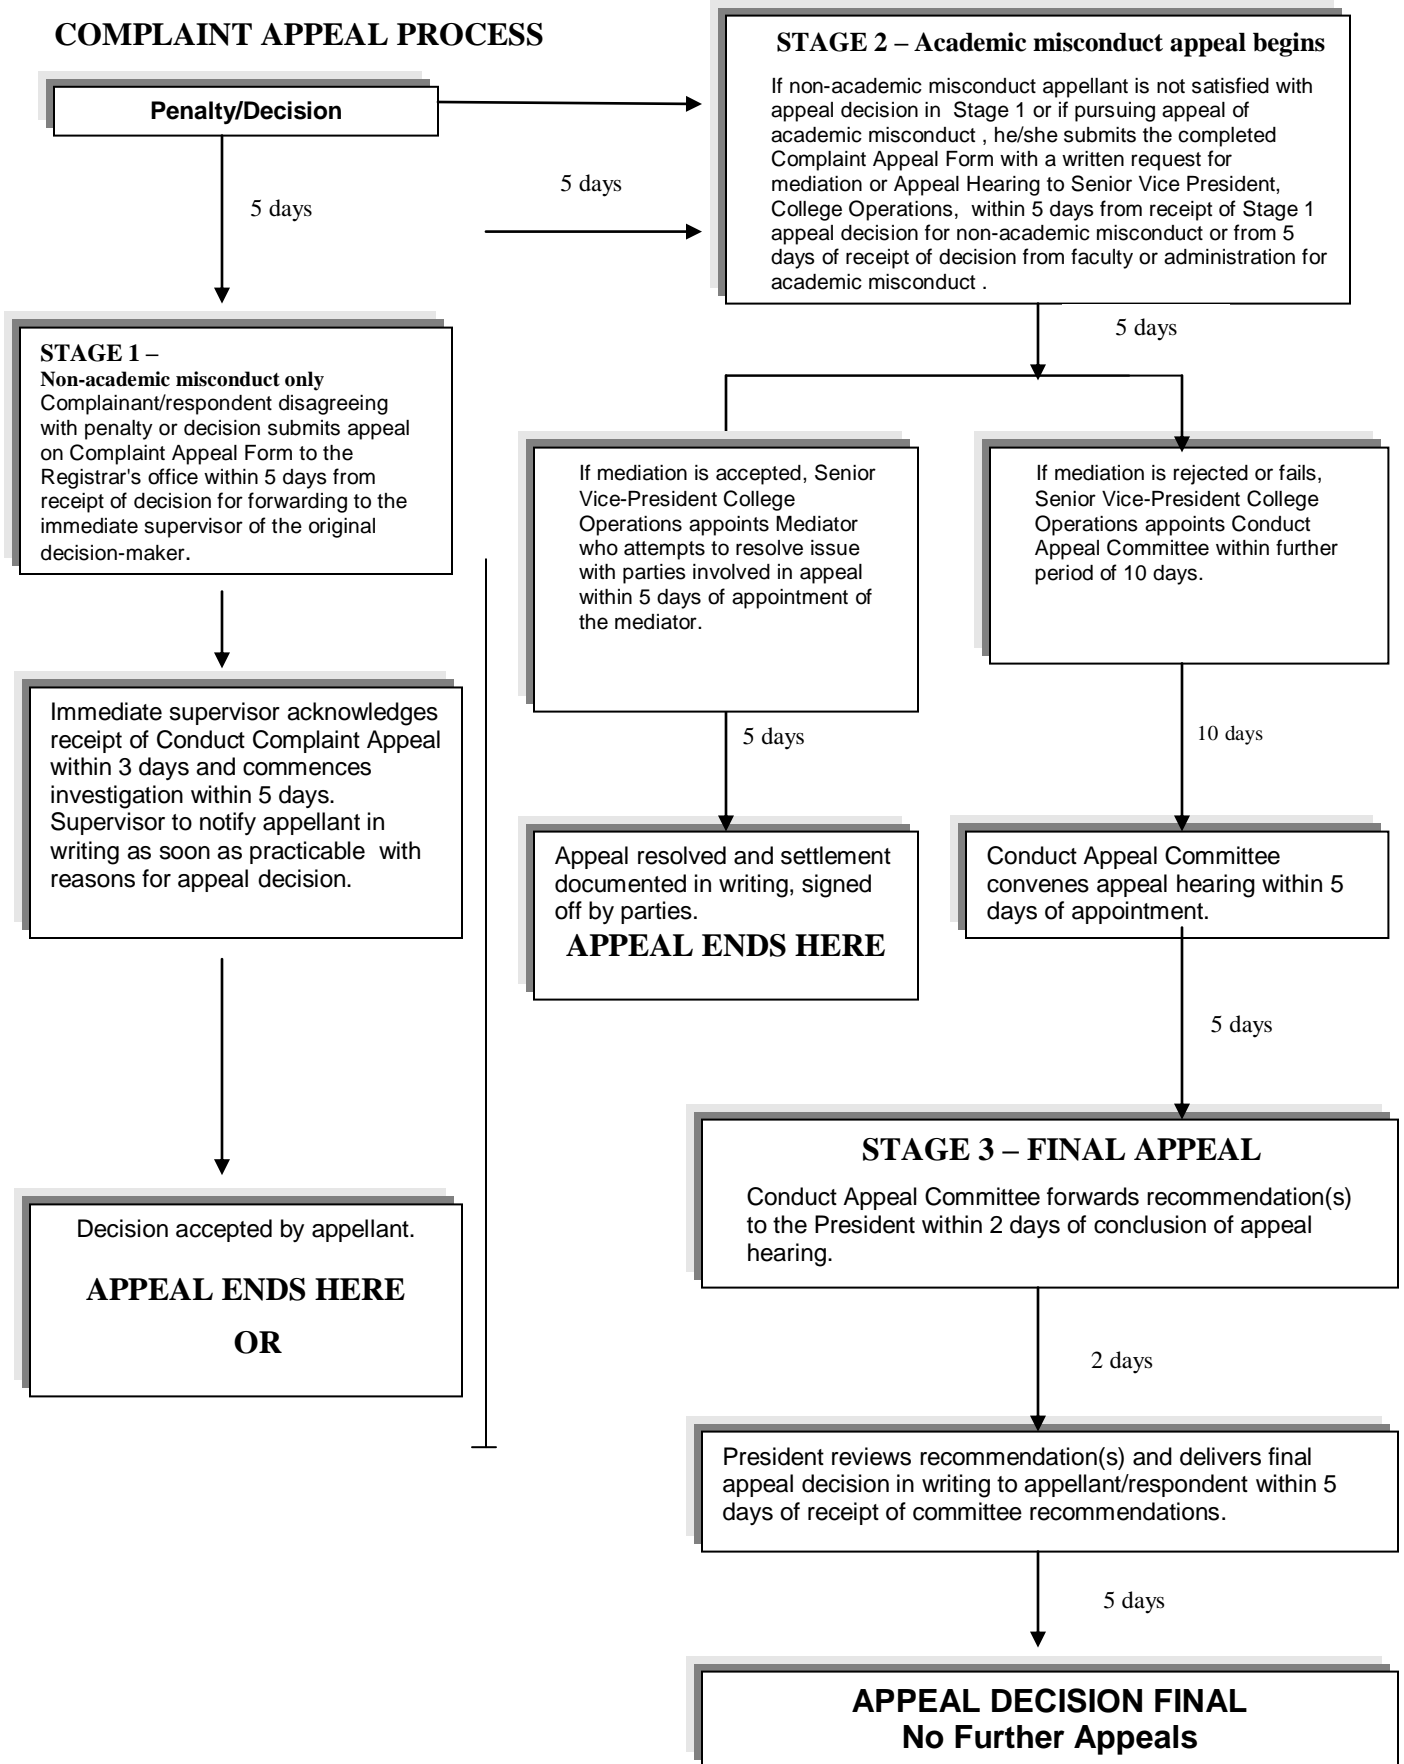 COMPLAINT APPEAL PROCESS
Penalty/Decision
5 days
5 days
STAGE 2 – Academic misconduct appeal begins
If non-academic misconduct appellant is not satisfied with
appeal decision in  Stage 1 or if pursuing appeal of
academic misconduct , he/she submits the completed
Complaint Appeal Form with a written request for
mediation or Appeal Hearing to Senior Vice President,
College Operations,  within 5 days from receipt of Stage 1
appeal decision for non-academic misconduct or from 5
days of receipt of decision from faculty or administration for
academic misconduct .
5 days
STAGE 1 –
Non-academic misconduct only
Complainant/respondent disagreeing
with penalty or decision submits appeal
on Complaint Appeal Form to the
Registrar's office within 5 days from
receipt of decision for forwarding to the
immediate supervisor of the original
decision-maker.
Immediate supervisor acknowledges
receipt of Conduct Complaint Appeal
within 3 days and commences
investigation within 5 days.
Supervisor to notify appellant in
writing as soon as practicable  with
reasons for appeal decision.
Decision accepted by appellant.
APPEAL ENDS HERE
OR
If mediation is accepted, Senior
Vice-President College
Operations appoints Mediator
who attempts to resolve issue
with parties involved in appeal
within 5 days of appointment of
the mediator.
5 days
Appeal resolved and settlement
documented in writing, signed
off by parties.
APPEAL ENDS HERE
If mediation is rejected or fails,
Senior Vice-President College
Operations appoints Conduct
Appeal Committee within further
period of 10 days.
10 days
Conduct Appeal Committee
convenes appeal hearing within 5
days of appointment.
5 days
STAGE 3 – FINAL APPEAL
Conduct Appeal Committee forwards recommendation(s)
to the President within 2 days of conclusion of appeal
hearing.
2 days
President reviews recommendation(s) and delivers final
appeal decision in writing to appellant/respondent within 5
days of receipt of committee recommendations.
5 days
APPEAL DECISION FINAL
No Further Appeals